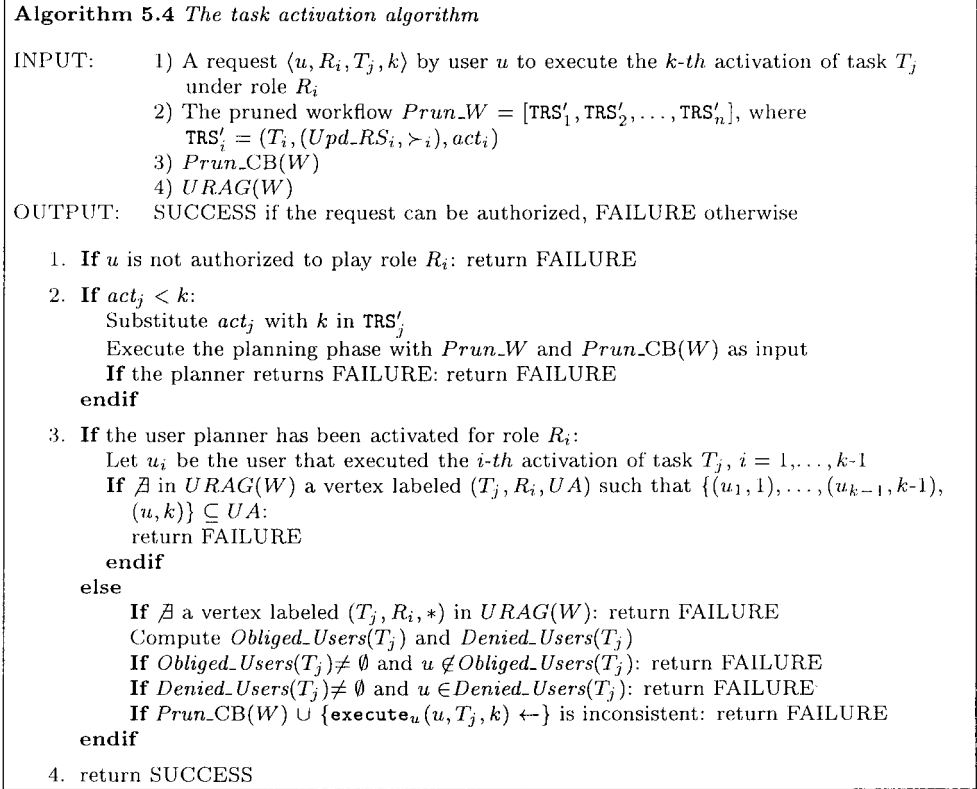 Algorithm 5.4 The task activation algorithm
INPUT: 1) A request ⟨u, R_i, T_j, k⟩ by user u to execute the k-th activation of task T_j
under role R_i
2) The pruned workflow Prun_W = [TRS′_1, TRS′_2, . . . , TRS′_n], where
TRS′_i = (T_i, (Upd_RS_i, ≻_i), act_i)
3) Prun_CB(W)
4) URAG(W)
OUTPUT: SUCCESS if the request can be authorized, FAILURE otherwise
1. If u is not authorized to play role R_i: return FAILURE
2. If act_j < k:
Substitute act_j with k in TRS′_j
Execute the planning phase with Prun_W and Prun_CB(W) as input
If the planner returns FAILURE: return FAILURE
endif
3. If the user planner has been activated for role R_i:
Let u_i be the user that executed the i-th activation of task T_j, i = 1,. . . , k-1
If ∄ in URAG(W) a vertex labeled (T_j, R_i, UA) such that {(u_1, 1), . . . , (u_{k−1}, k-1),
(u, k)} ⊆ UA:
return FAILURE
endif
else
If ∄ a vertex labeled (T_j, R_i, *) in URAG(W): return FAILURE
Compute Obliged_Users(T_j) and Denied_Users(T_j)
If Obliged_Users(T_j)≠ ∅ and u ∉Obliged_Users(T_j): return FAILURE
If Denied_Users(T_j)≠ ∅ and u ∈Denied_Users(T_j): return FAILURE
If Prun_CB(W) ∪ {execute_u(u, T_j, k) ←} is inconsistent: return FAILURE
endif
4. return SUCCESS